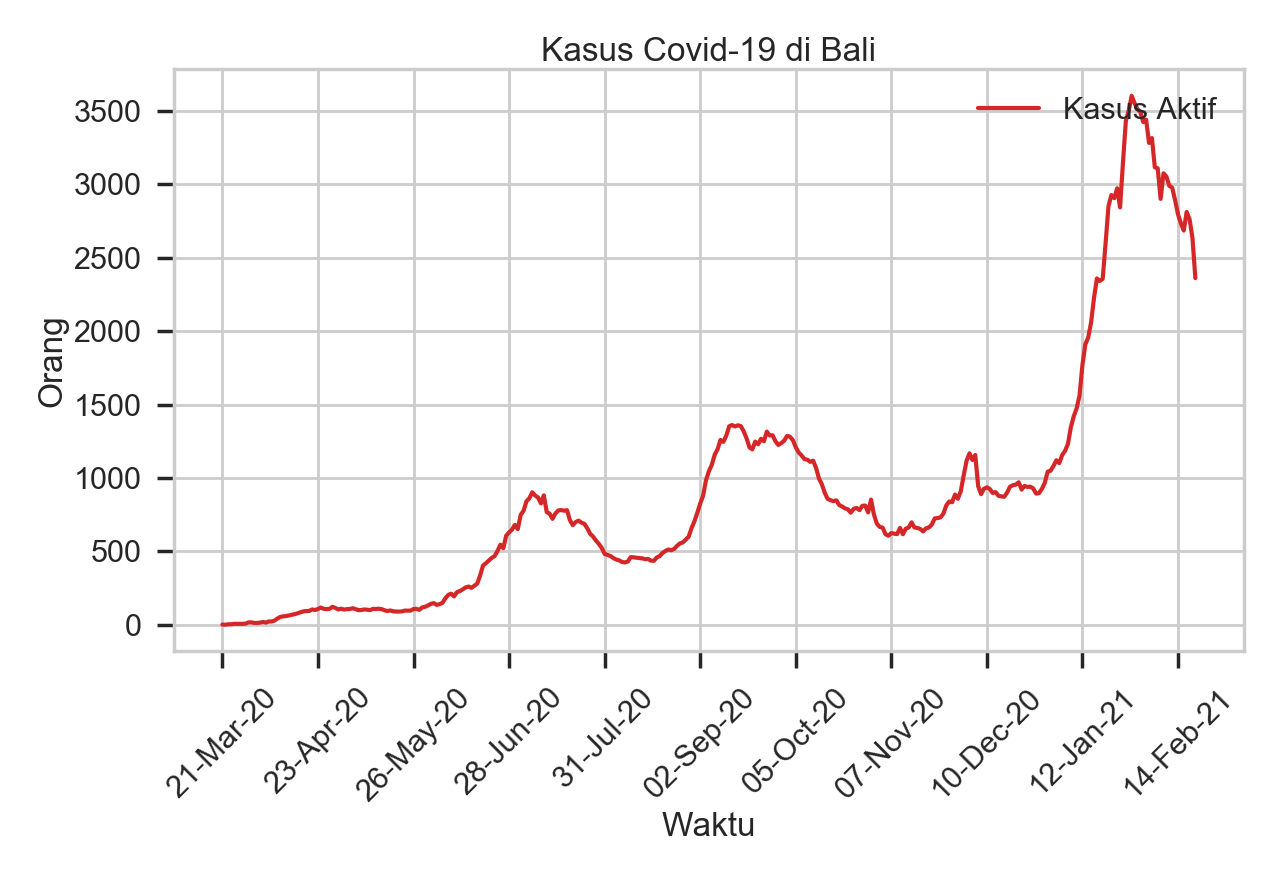 Kasus Covid-19 di Bali
Kasus Aktif
3500
3000
2500
2000
1500
1000
500
0
Orang
21-Mar-20
23-Apr-20
26-May-20
28-Jun-20
31-Jul-20
02-Sep-20
05-Oct-20
07-Nov-20
10-Dec-20
12-Jan-21
14-Feb-21
Waktu